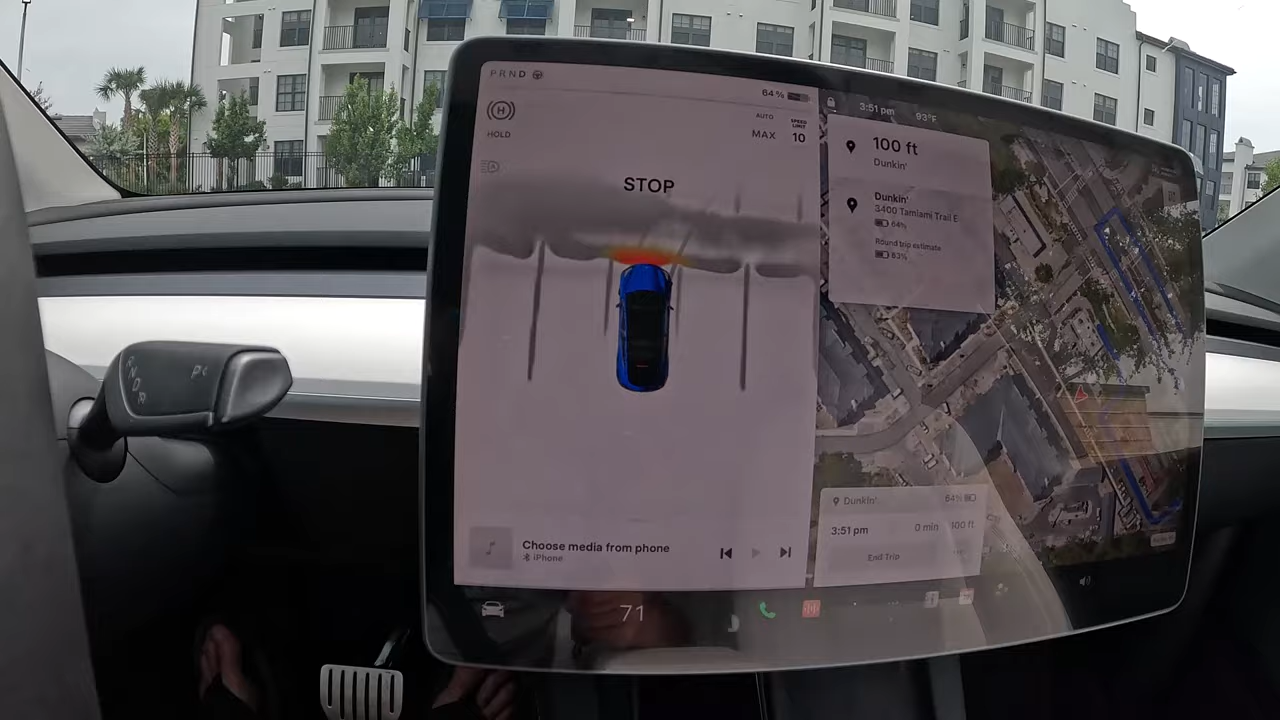 PRND
64%
HOLD
AUTO
MAX
SPEED
LIMIT
10
STOP
3:51 pm
93°F
100 ft
Dunkin'
Dunkin'
3400 Tamiami Trail E
64%
Round trip estimate
63%
Dunkin'
64%
3:51 pm
0 min
100 ft
End Trip
Choose media from phone
iPhone
71
R
N
D
P